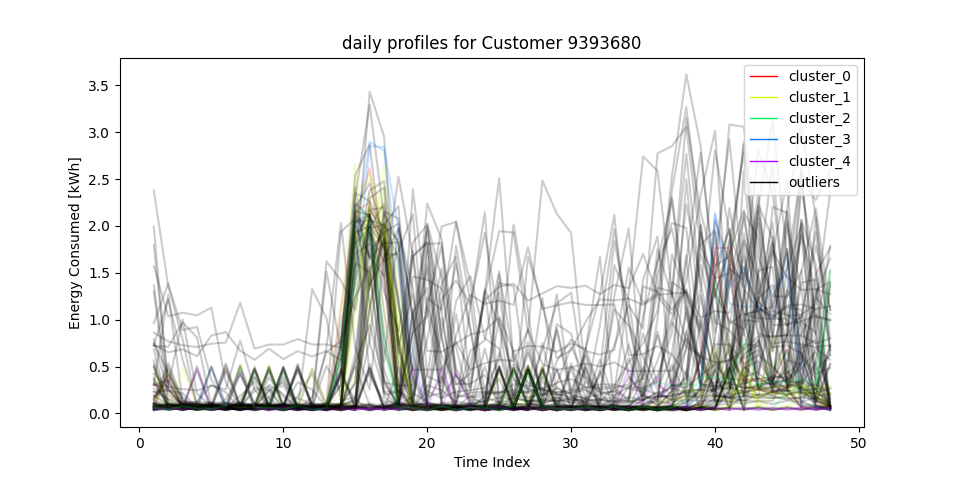 daily profiles for Customer 9393680
Energy Consumed [kWh]
3.5
3.0
2.5
2.0
1.5
1.0
0.5
0.0
cluster_0
cluster_1
cluster_2
cluster_3
cluster_4
outliers
0
10
20
30
40
50
Time Index